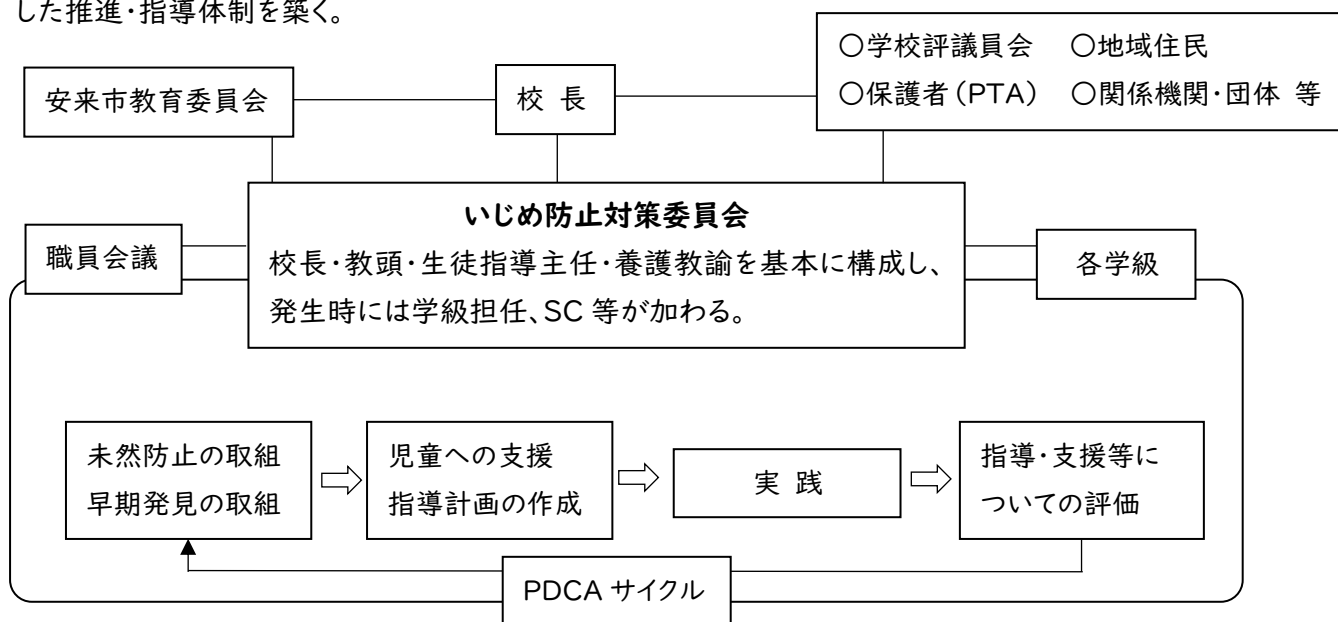 した推進・指導体制を築く。
○学校評議員会 ○地域住民
○保護者(PTA) ○関係機関・団体 等
安来市教育委員会
校 長
いじめ防止対策委員会
校長・教頭・生徒指導主任・養護教諭を基本に構成し、
発生時には学級担任、SC 等が加わる。
職員会議
各学級
未然防止の取組
早期発見の取組
児童への支援
指導計画の作成
実 践
指導・支援等に
ついての評価
PDCA サイクル